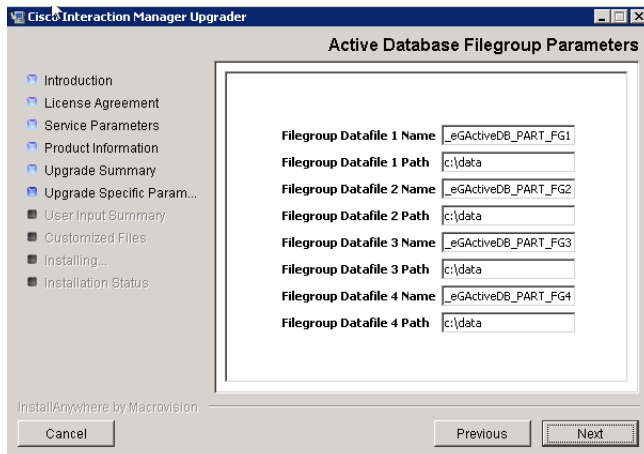 Cisco Interaction Manager Upgrader
Active Database Filegroup Parameters
Introduction
License Agreement
Service Parameters
Product Information
Upgrade Summary
Upgrade Specific Param...
User Input Summary
Customized Files
Installing...
Installation Status
Filegroup Datafile 1 Name _eGActiveDB_PART_FG1
Filegroup Datafile 1 Path c:\data
Filegroup Datafile 2 Name _eGActiveDB_PART_FG2
Filegroup Datafile 2 Path c:\data
Filegroup Datafile 3 Name _eGActiveDB_PART_FG3
Filegroup Datafile 3 Path c:\data
Filegroup Datafile 4 Name _eGActiveDB_PART_FG4
Filegroup Datafile 4 Path c:\data
InstallAnywhere by Macrovision
Cancel Previous Next